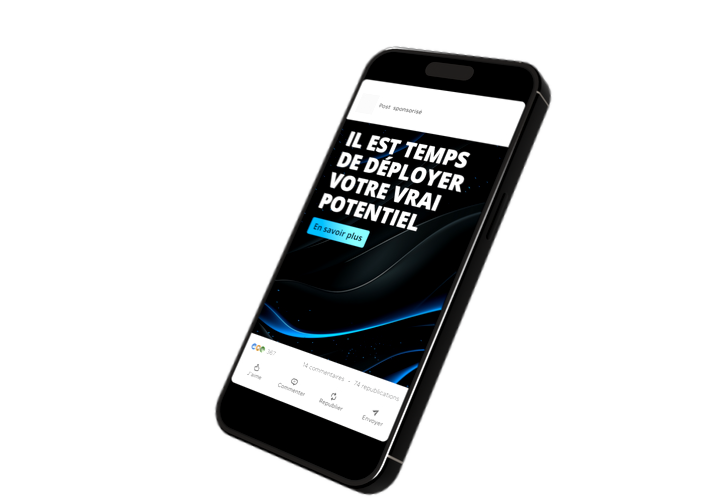 Post sponsorisé
IL EST TEMPS
DE DÉPLOYER
VOTRE VRAI
POTENTIEL
En savoir plus
367
14 commentaires - 74 republications
J'aime
Commenter
Republier
Envoyer